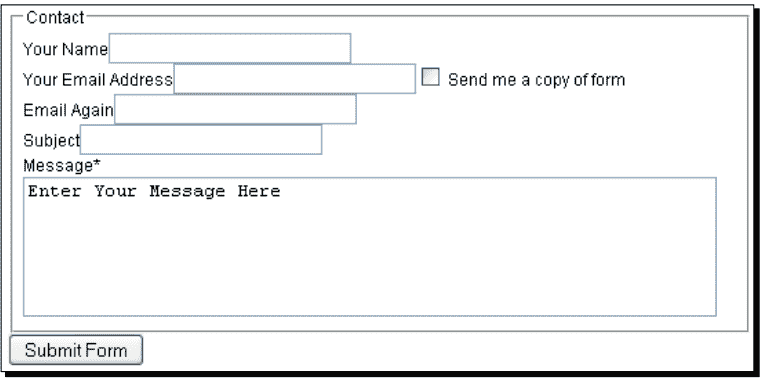 Contact
Your Name
Your Email Address Send me a copy of form
Email Again
Subject
Message*
Enter Your Message Here
Submit Form